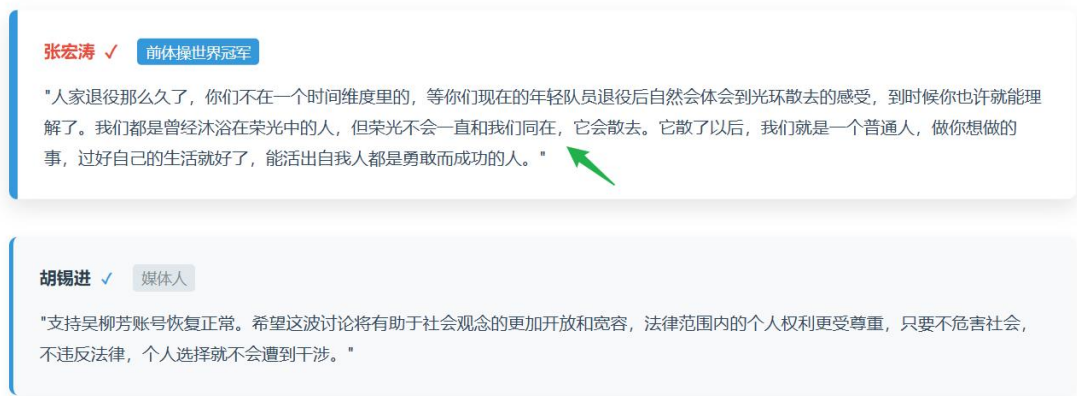 张宏涛 ✓ 前体操世界冠军
"人家退役那么久了，你们不在一个时间维度里的，等你们现在的年轻队员退役后自然会体会到光环散去的感受，到时候你也许就能理
解了。我们都是曾经沐浴在荣光中的人，但荣光不会一直和我们同在，它会散去。它散了以后，我们就是一个普通人，做你想做的
事，过好自己的生活就好了，能活出自我人都是勇敢而成功的人。"
胡锡进 ✓ 媒体人
"支持吴柳芳账号恢复正常。希望这波讨论将有助于社会观念的更加开放和宽容，法律范围内的个人权利更受尊重，只要不危害社会，
不违反法律，个人选择就不会遭到干涉。"